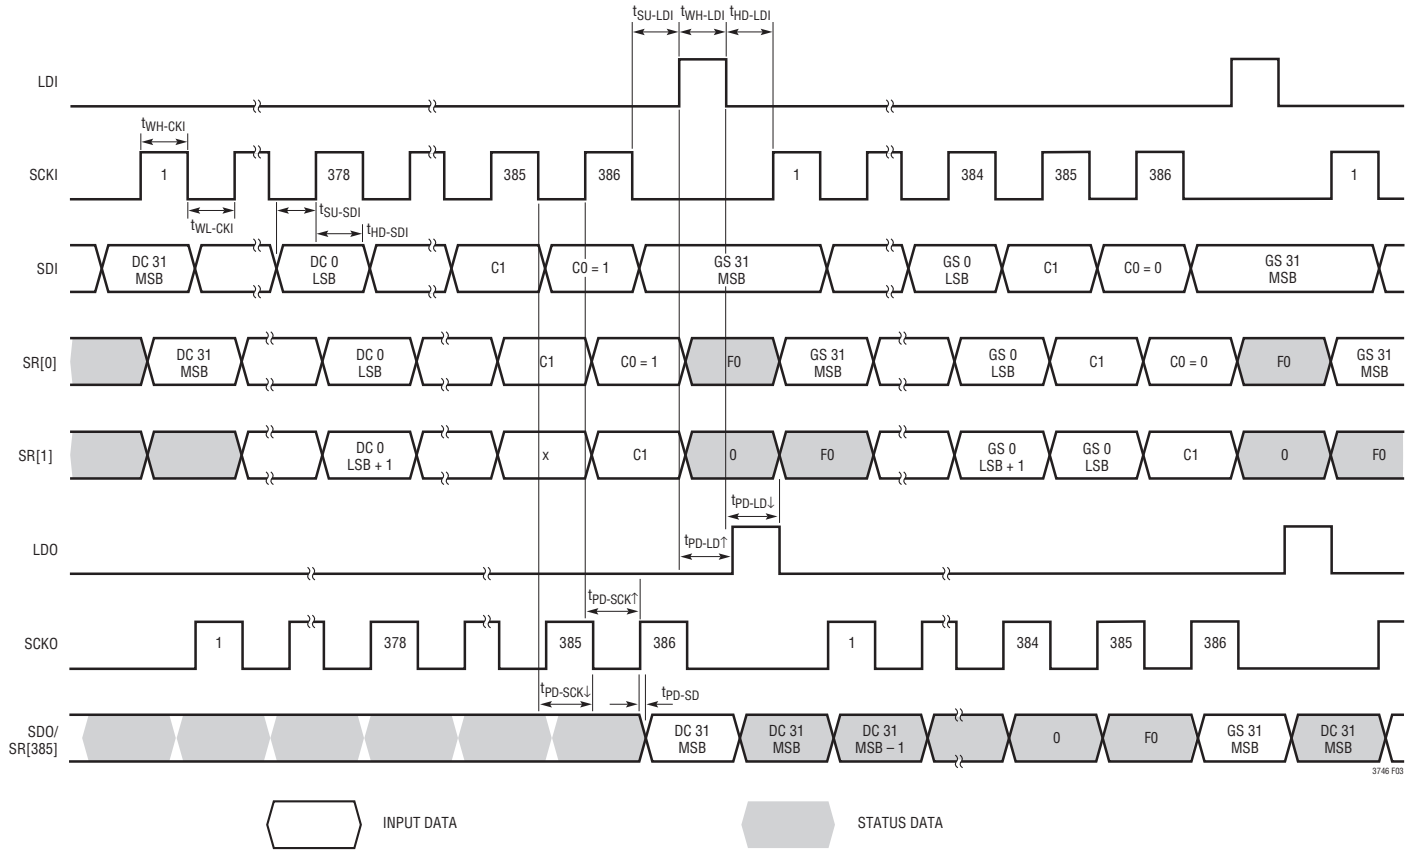 tSU-LDI tWH-LDI tHD-LDI
LDI
tWH-CKI
SCKI 1 378 385 386 1 384 385 386 1
tWL-CKI tSU-SDI
tHD-SDI
SDI DC 31 MSB DC 0 LSB C1 C0 = 1 GS 31 MSB GS 0 LSB C1 C0 = 0 GS 31 MSB
SR[0] DC 31 MSB DC 0 LSB C1 C0 = 1 F0 GS 31 MSB GS 0 LSB C1 C0 = 0 F0 GS 31 MSB
SR[1] DC 0 LSB + 1 x C1 0 F0 GS 0 LSB + 1 GS 0 LSB C1 0 F0
tPD-LD↓
LDO tPD-LD↑
tPD-SCK↑
SCKO 1 378 385 386 1 384 385 386
tPD-SCK↓ tPD-SD
SDO/ SR[385] DC 31 MSB DC 31 MSB DC 31 MSB – 1 0 F0 GS 31 MSB DC 31 MSB
3746 F03
INPUT DATA STATUS DATA